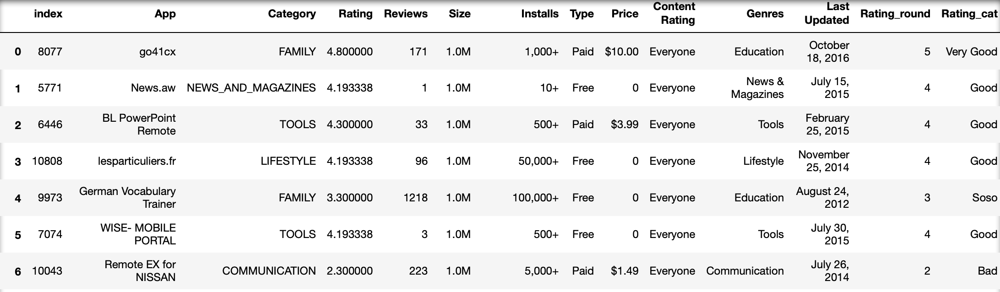 index App Category Rating Reviews Size Installs Type Price Content Rating Genres Last Updated Rating_round Rating_cat
0 8077 go41cx FAMILY 4.800000 171 1.0M 1,000+ Paid $10.00 Everyone Education October 18, 2016 5 Very Good
1 5771 News.aw NEWS_AND_MAGAZINES 4.193338 1 1.0M 10+ Free 0 Everyone News & Magazines July 15, 2015 4 Good
2 6446 BL PowerPoint Remote TOOLS 4.300000 33 1.0M 500+ Paid $3.99 Everyone Tools February 25, 2015 4 Good
3 10808 lesparticuliers.fr LIFESTYLE 4.193338 96 1.0M 50,000+ Free 0 Everyone Lifestyle November 25, 2014 4 Good
4 9973 German Vocabulary Trainer FAMILY 3.300000 1218 1.0M 100,000+ Free 0 Everyone Education August 24, 2012 3 Soso
5 7074 WISE- MOBILE PORTAL TOOLS 4.193338 3 1.0M 500+ Free 0 Everyone Tools July 30, 2015 4 Good
6 10043 Remote EX for NISSAN COMMUNICATION 2.300000 223 1.0M 5,000+ Paid $1.49 Everyone Communication July 26, 2014 2 Bad